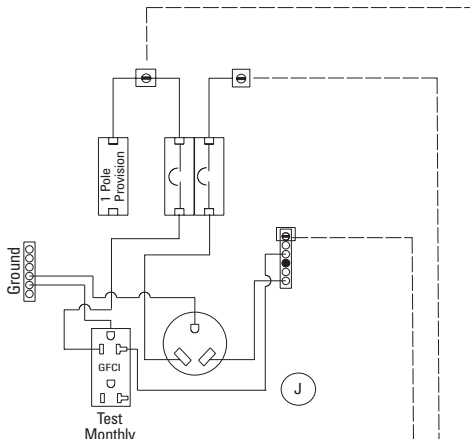 1 Pole
Provision
Ground
GFCI
J
Test
Monthly